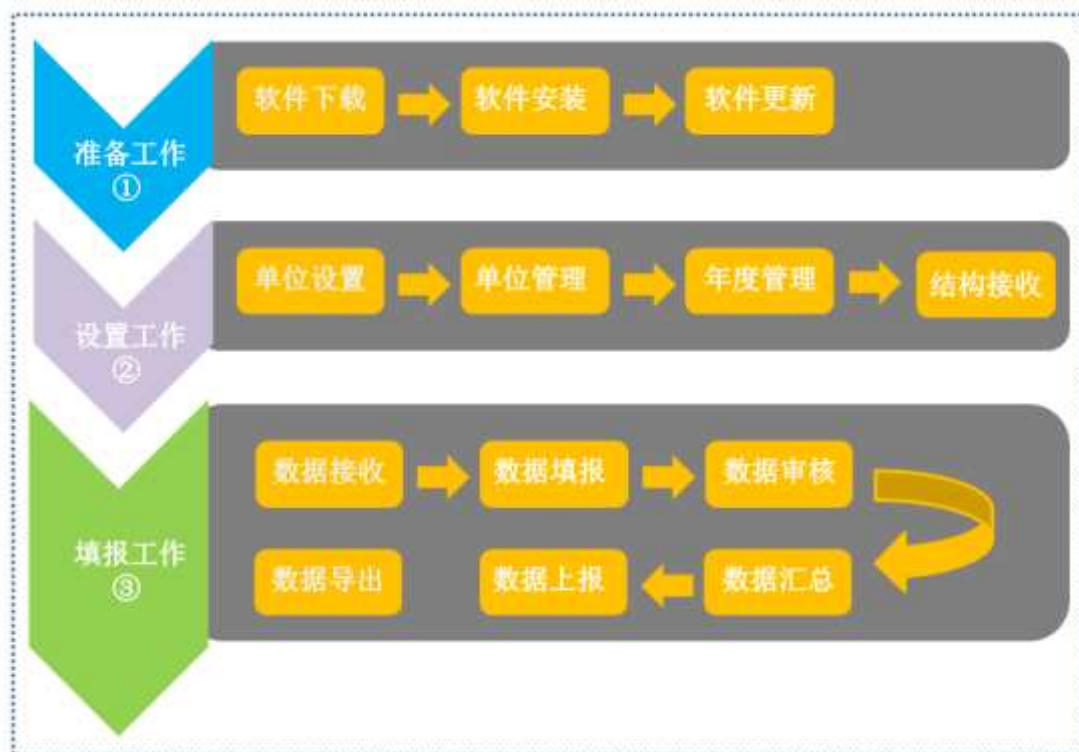 准备工作
①
软件下载
软件安装
软件更新
设置工作
②
单位设置
单位管理
年度管理
结构接收
填报工作
③
数据接收
数据填报
数据审核
数据导出
数据上报
数据汇总